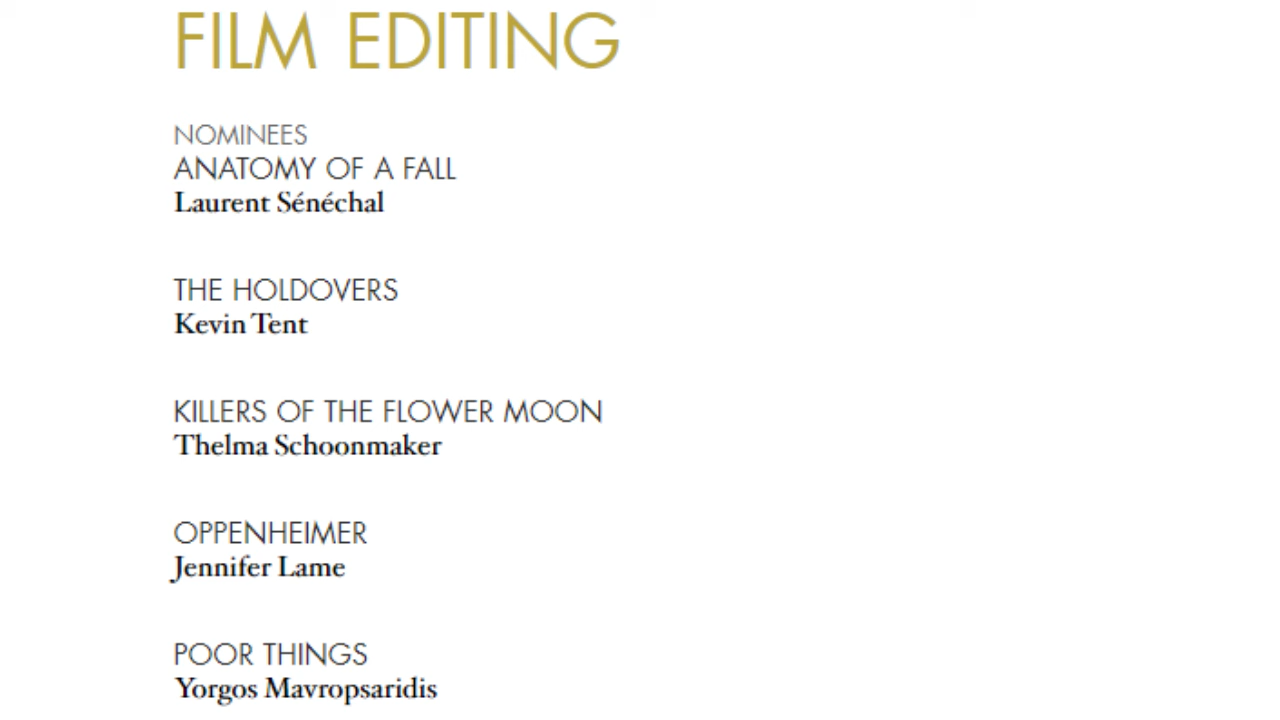 FILM EDITING
NOMINEES
ANATOMY OF A FALL
Laurent Sénéchal
THE HOLDOVERS
Kevin Tent
KILLERS OF THE FLOWER MOON
Thelma Schoonmaker
OPPENHEIMER
Jennifer Lame
POOR THINGS
Yorgos Mavropsaridis